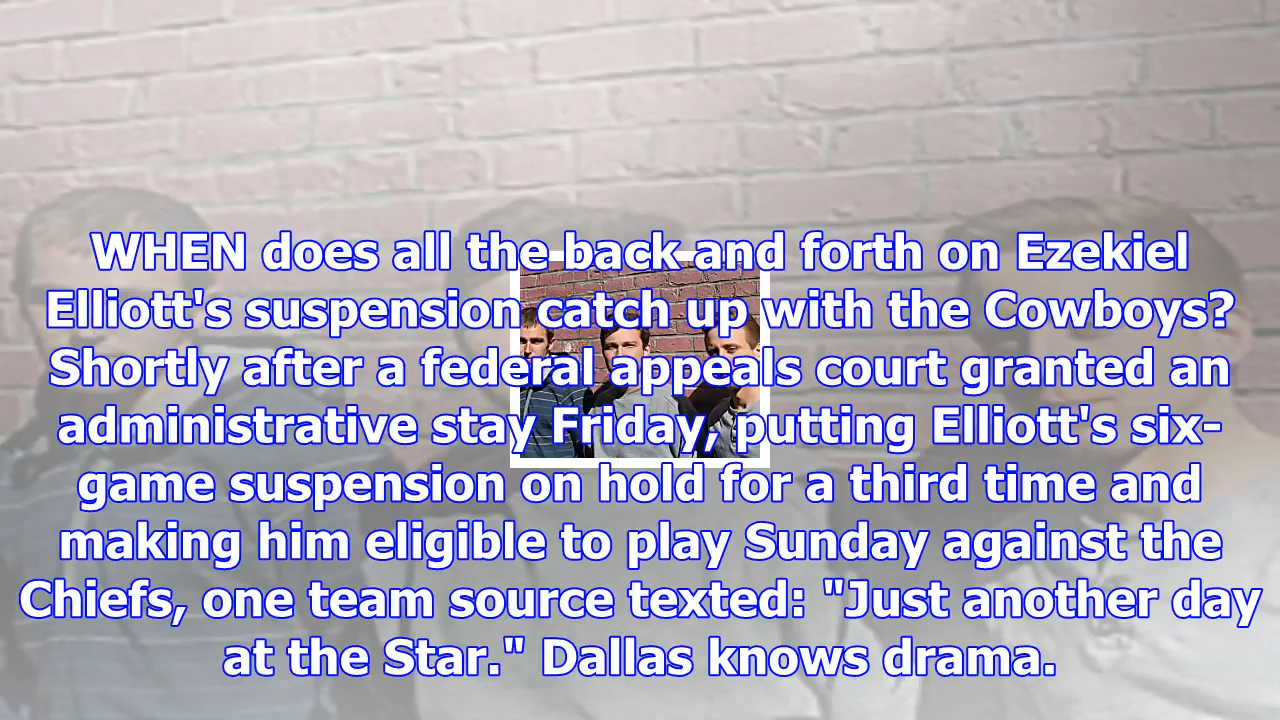 WHEN does all the back and forth on Ezekiel
Elliott's suspension catch up with the Cowboys?
Shortly after a federal appeals court granted an
administrative stay Friday, putting Elliott's six-
game suspension on hold for a third time and
making him eligible to play Sunday against the
Chiefs, one team source texted: "Just another day
at the Star." Dallas knows drama.